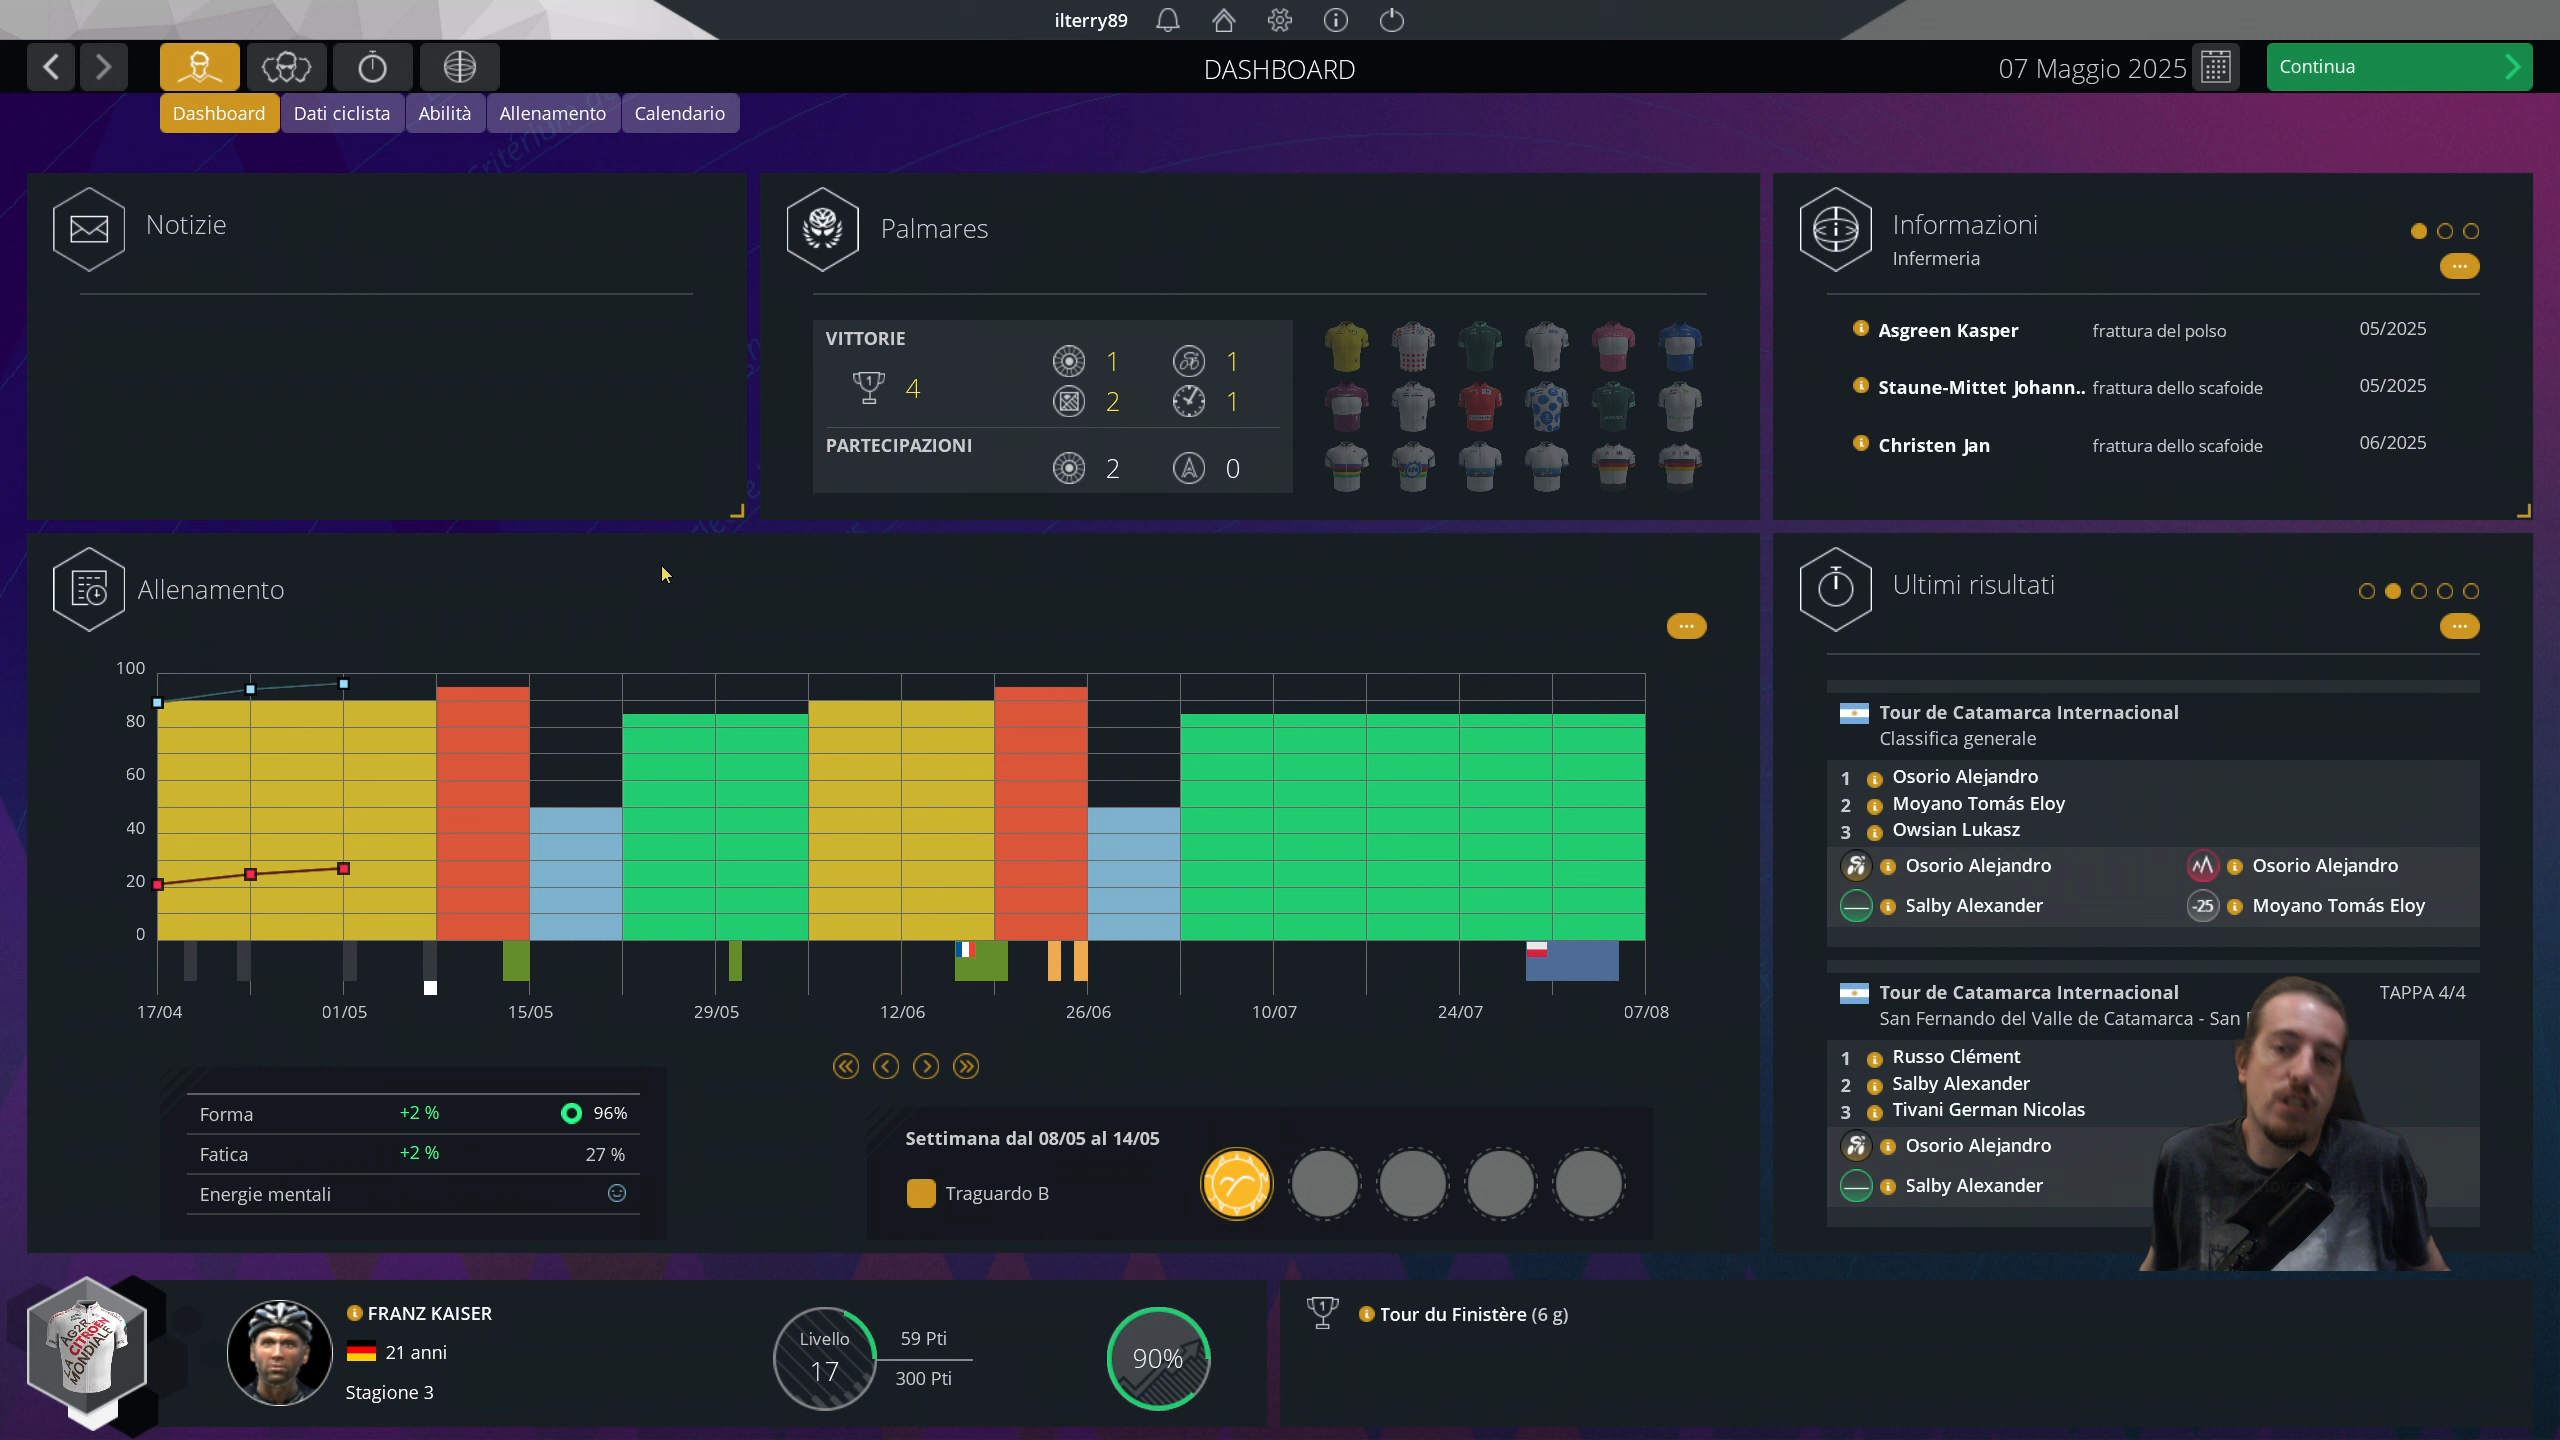 ilterry89
DASHBOARD
07 Maggio 2025
Continua
Dashboard
Dati ciclista
Abilità
Allenamento
Calendario
Notizie
Palmares
VITTORIE
4
1
1
2
1
PARTECIPAZIONI
2
0
Informazioni
Infermeria
Asgreen Kasper frattura del polso 05/2025
Staune-Mittet Johann.. frattura dello scafoide 05/2025
Christen Jan frattura dello scafoide 06/2025
Allenamento
100
80
60
40
20
0
17/04 01/05 15/05 29/05 12/06 26/06 10/07 24/07 07/08
Forma +2 % 96%
Fatica +2 % 27 %
Energie mentali
Settimana dal 08/05 al 14/05
Traguardo B
Ultimi risultati
Tour de Catamarca Internacional
Classifica generale
1 Osorio Alejandro
2 Moyano Tomás Eloy
3 Owsian Lukasz
Osorio Alejandro
Osorio Alejandro
Salby Alexander
-25 Moyano Tomás Eloy
Tour de Catamarca Internacional TAPPA 4/4
San Fernando del Valle de Catamarca - San
1 Russo Clément
2 Salby Alexander
3 Tivani German Nicolas
Osorio Alejandro
Salby Alexander
AG2R
CITROËN
MONDIALE
FRANZ KAISER
21 anni
Stagione 3
Livello
17
59 Pti
300 Pti
90%
Tour du Finistère (6 g)